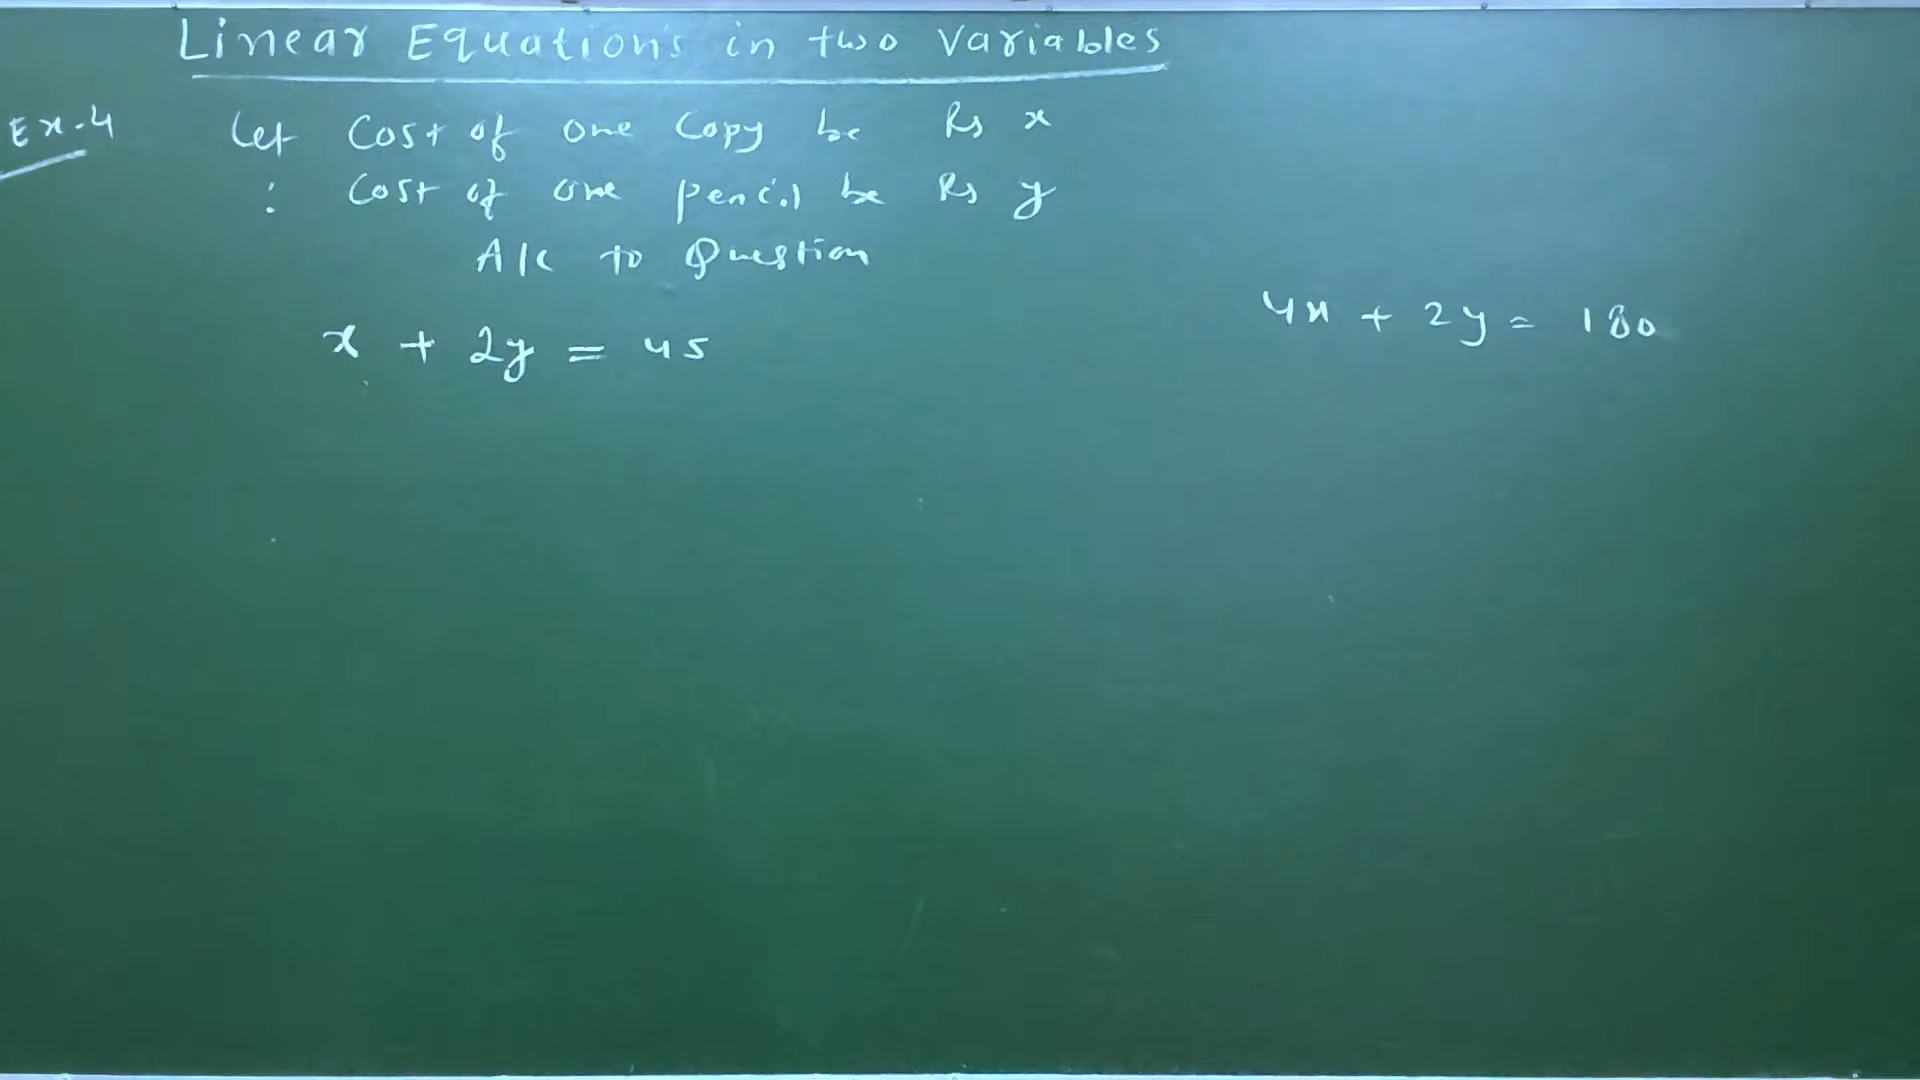 Linear Equations in two Variables
Ex-4 Let Cost of one Copy be Rs x
: Cost of one pencil be Rs y
A/c to Question
x + 2y = 45
4x + 2y = 180